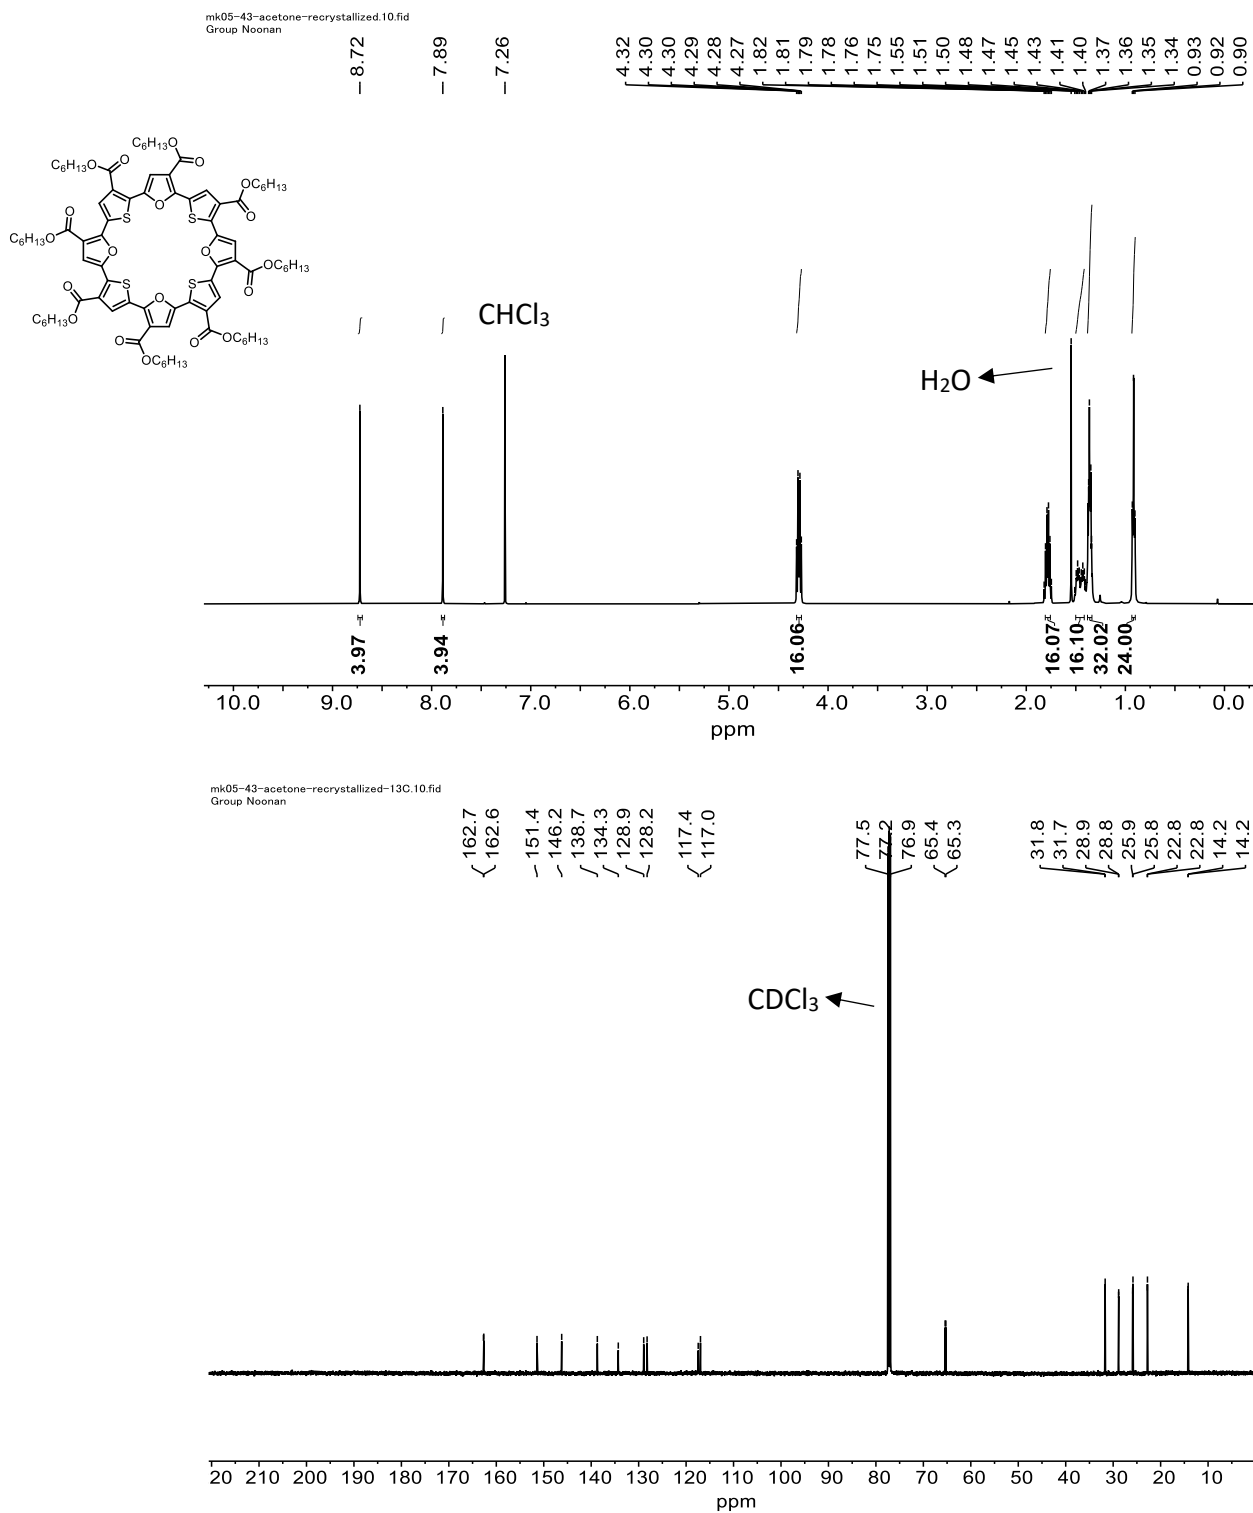 mk05-43-acetone-recrystallized.10.fid
Group Noonan
8.72
7.89
7.26
4.32
4.30
4.30
4.29
4.28
4.27
1.82
1.81
1.79
1.78
1.76
1.75
1.55
1.51
1.50
1.48
1.47
1.45
1.43
1.41
1.40
1.37
1.36
1.35
1.34
0.93
0.92
0.90
C₆H₁₃O
O
C₆H₁₃O
O
OC₆H₁₃
O
S
O
S
C₆H₁₃O
O
O
O
OC₆H₁₃
O
S
O
S
C₆H₁₃O
O
O
OC₆H₁₃
O
OC₆H₁₃
CHCl₃
H₂O
3.97
3.94
16.06
16.07
16.10
32.02
24.00
10.0 9.0 8.0 7.0 6.0 5.0 4.0 3.0 2.0 1.0 0.0
ppm
mk05-43-acetone-recrystallized-13C.10.fid
Group Noonan
162.7
162.6
151.4
146.2
138.7
134.3
128.9
128.2
117.4
117.0
77.5
77.2
76.9
65.4
65.3
31.8
31.7
28.9
28.8
25.9
25.8
22.8
22.8
14.2
14.2
CDCl₃
20 210 200 190 180 170 160 150 140 130 120 110 100 90 80 70 60 50 40 30 20 10
ppm